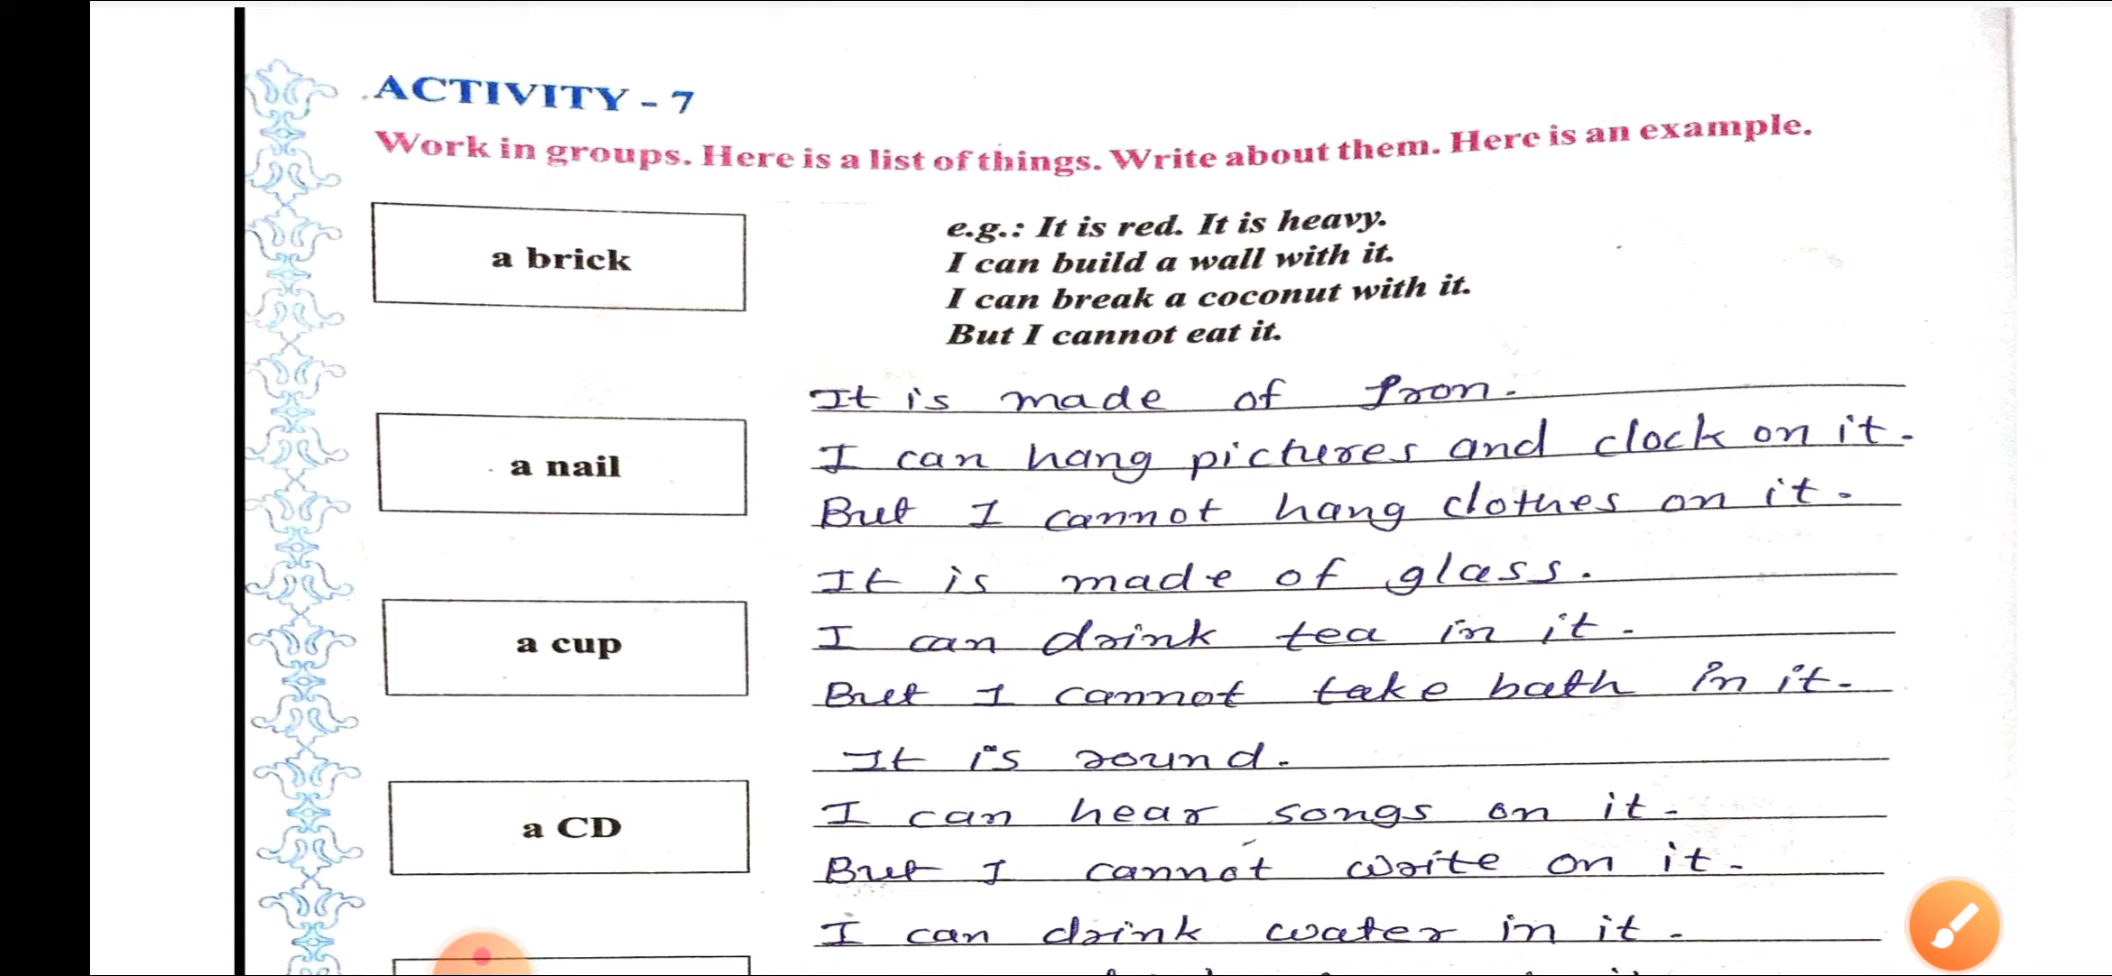 ACTIVITY - 7
Work in groups. Here is a list of things. Write about them. Here is an example.
a brick
e.g.: It is red. It is heavy.
I can build a wall with it.
I can break a coconut with it.
But I cannot eat it.
a nail
It is made of Iron.
I can hang pictures and clock on it.
But I cannot hang clothes on it.
a cup
It is made of glass.
I can drink tea in it.
But I cannot take bath in it.
a CD
It is round.
I can hear songs on it.
But I cannot write on it.
I can drink water in it.